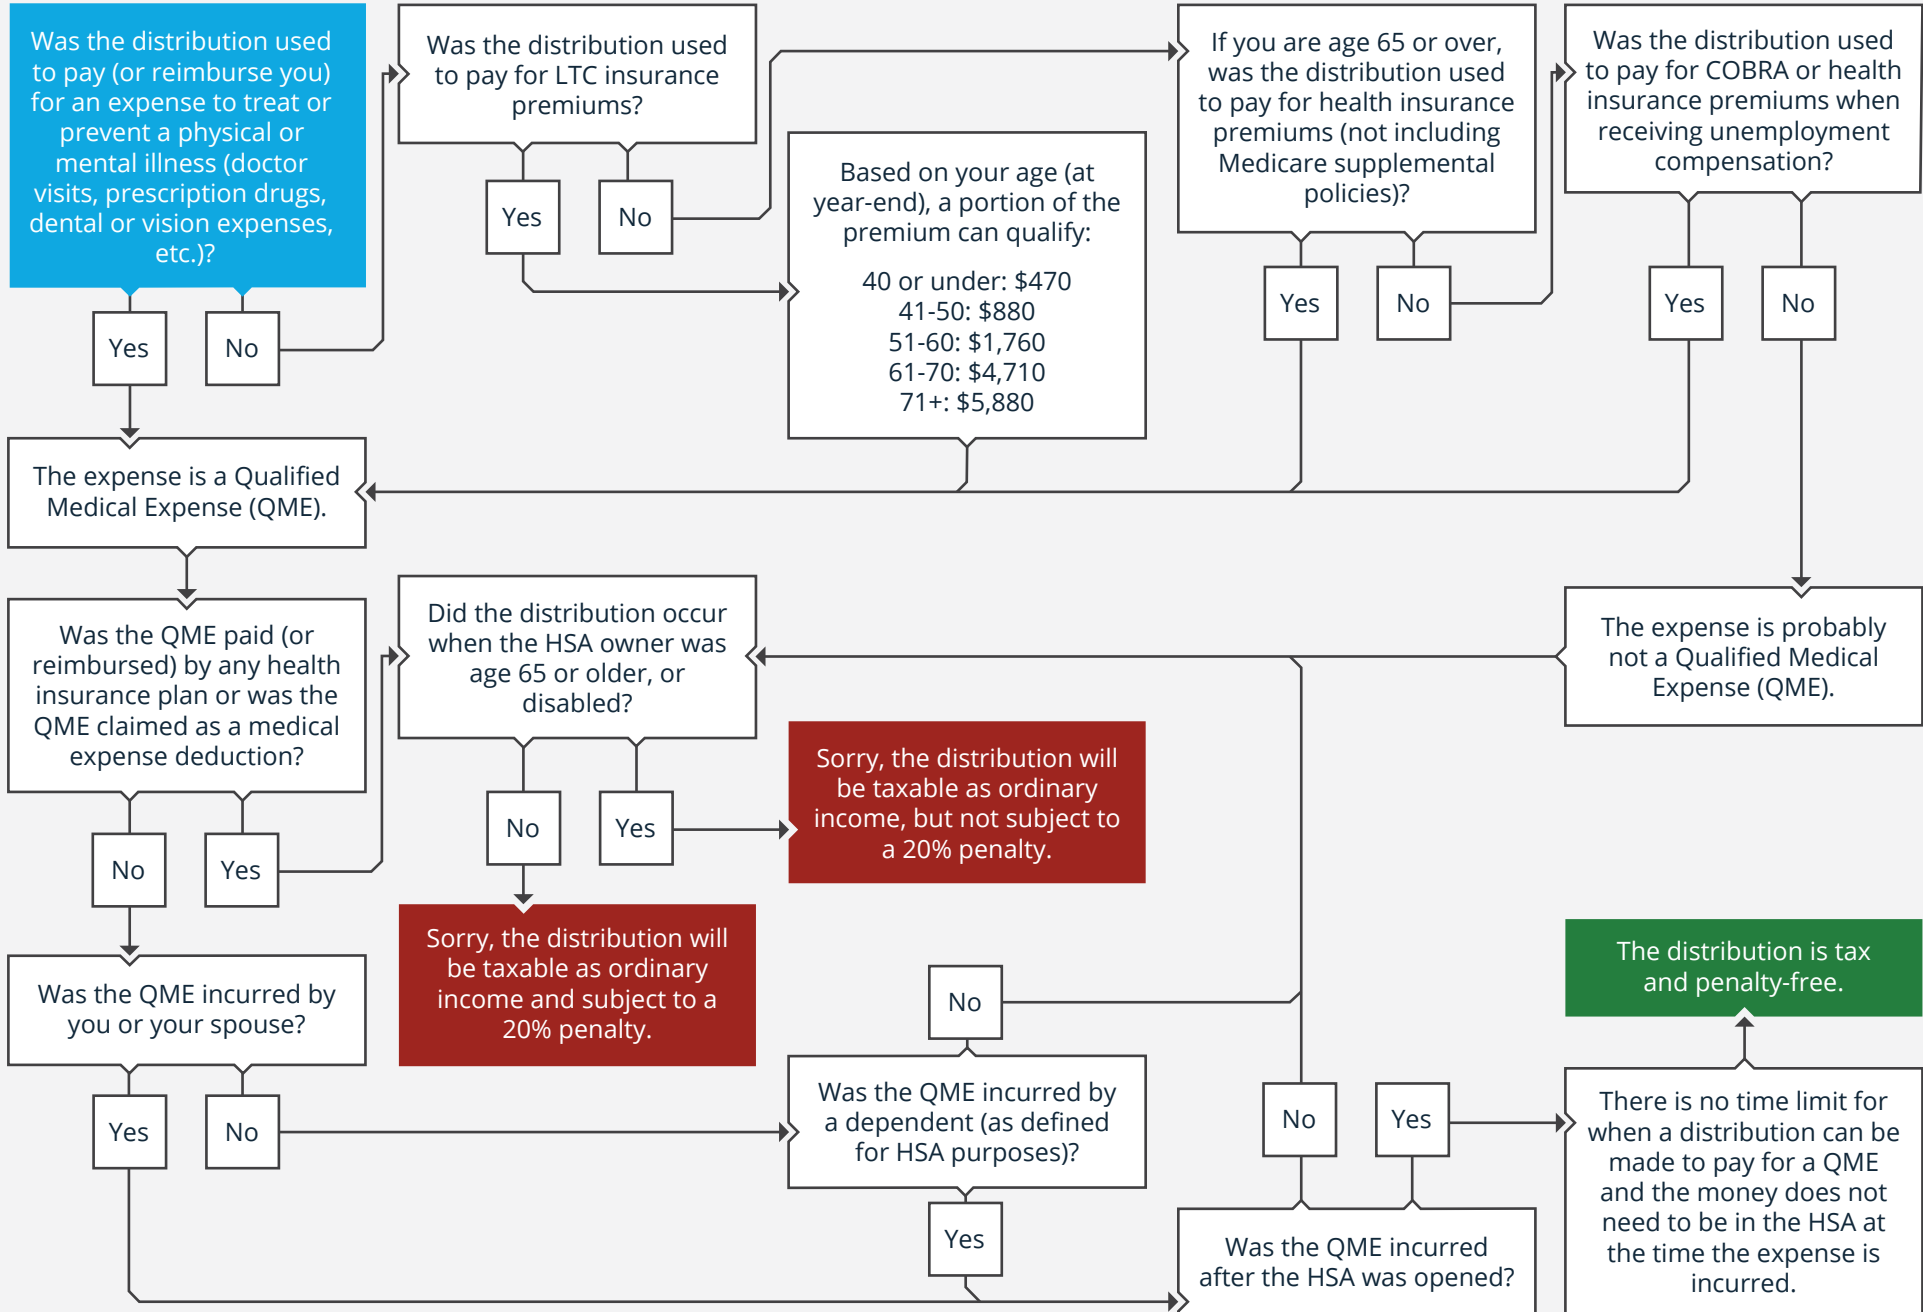 Was the distribution used
to pay (or reimburse you)
for an expense to treat or
prevent a physical or
mental illness (doctor
visits, prescription drugs,
dental or vision expenses,
etc.)?
Yes
No
Was the distribution used
to pay for LTC insurance
premiums?
Yes
No
Based on your age (at
year-end), a portion of the
premium can qualify:
40 or under: $470
41-50: $880
51-60: $1,760
61-70: $4,710
71+: $5,880
If you are age 65 or over,
was the distribution used
to pay for health insurance
premiums (not including
Medicare supplemental
policies)?
Yes
No
Was the distribution used
to pay for COBRA or health
insurance premiums when
receiving unemployment
compensation?
Yes
No
The expense is a Qualified
Medical Expense (QME).
Was the QME paid (or
reimbursed) by any health
insurance plan or was the
QME claimed as a medical
expense deduction?
No
Yes
Did the distribution occur
when the HSA owner was
age 65 or older, or
disabled?
No
Yes
Sorry, the distribution will
be taxable as ordinary
income, but not subject to
a 20% penalty.
Sorry, the distribution will
be taxable as ordinary
income and subject to a
20% penalty.
The expense is probably
not a Qualified Medical
Expense (QME).
Was the QME incurred by
you or your spouse?
Yes
No
No
Was the QME incurred by
a dependent (as defined
for HSA purposes)?
Yes
No
Yes
Was the QME incurred
after the HSA was opened?
The distribution is tax
and penalty-free.
There is no time limit for
when a distribution can be
made to pay for a QME
and the money does not
need to be in the HSA at
the time the expense is
incurred.